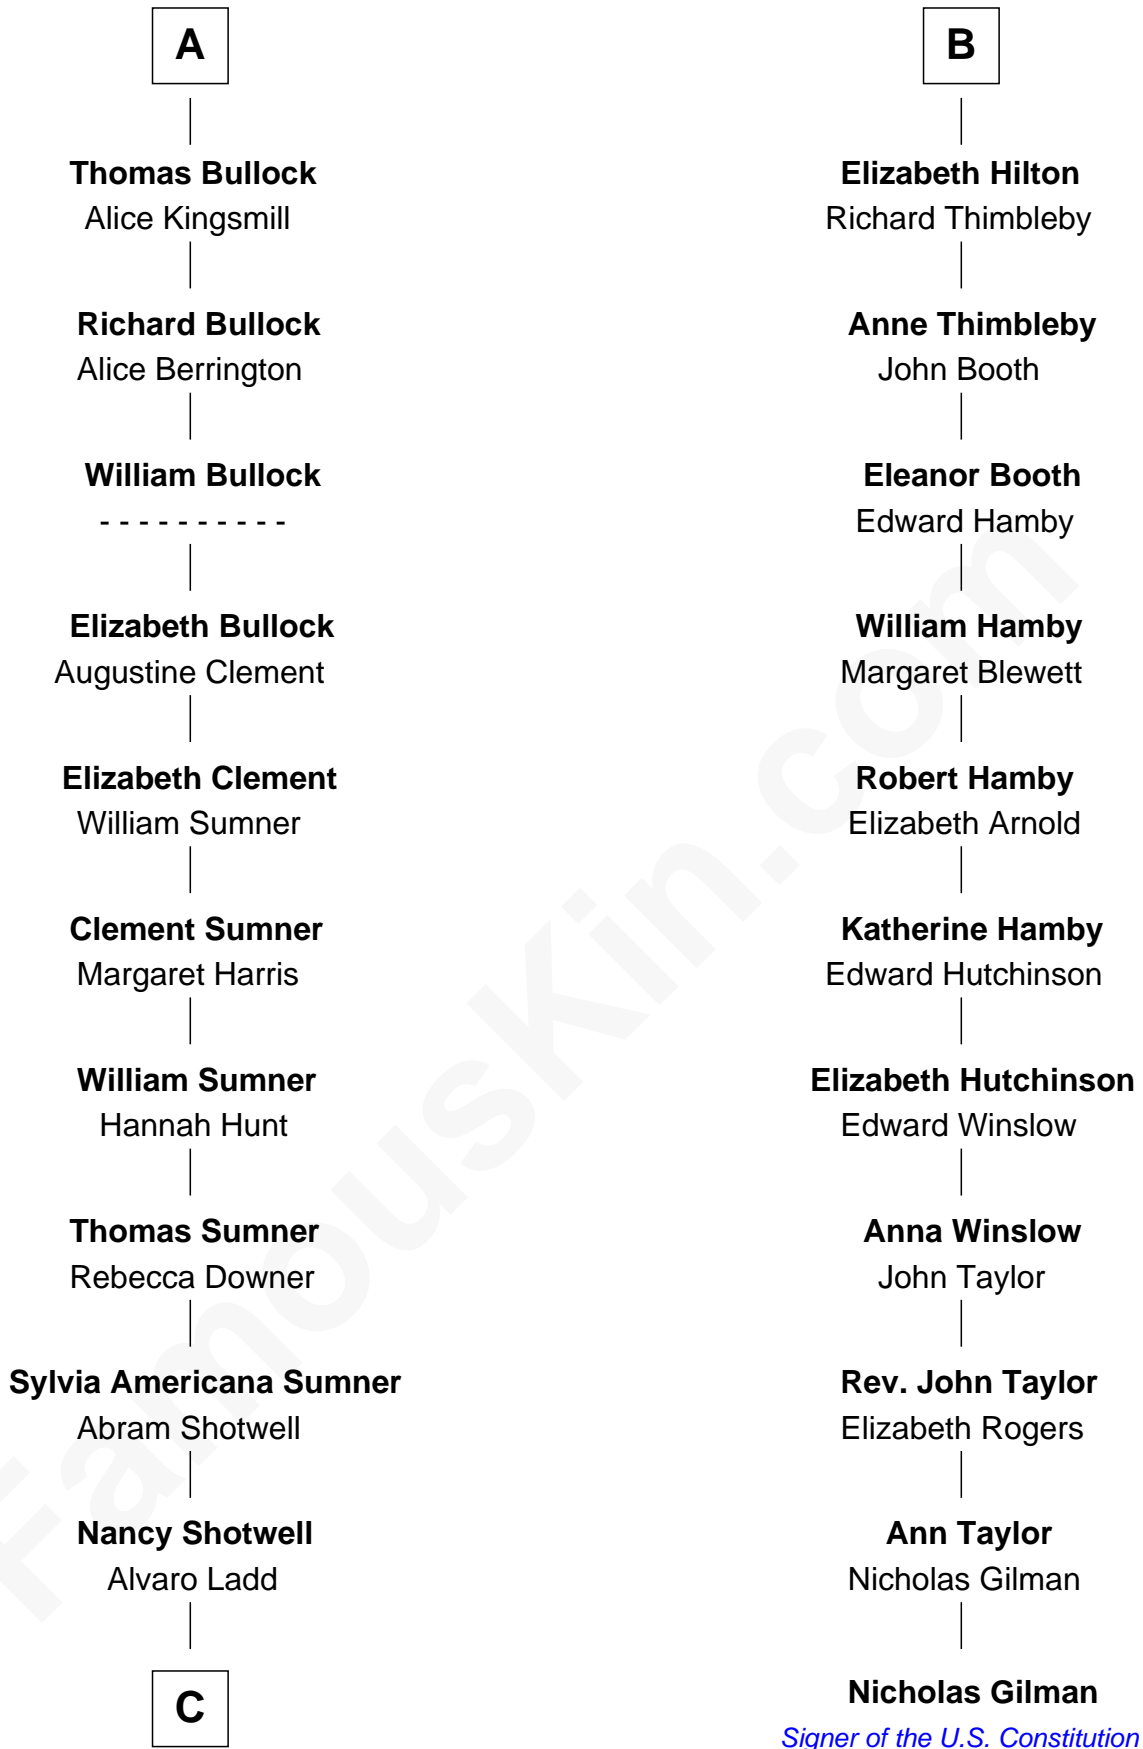 A
Thomas Bullock
Alice Kingsmill
Richard Bullock
Alice Berrington
William Bullock
- - - - - - - - - -
Elizabeth Bullock
Augustine Clement
Elizabeth Clement
William Sumner
Clement Sumner
Margaret Harris
William Sumner
Hannah Hunt
Thomas Sumner
Rebecca Downer
Sylvia Americana Sumner
Abram Shotwell
Nancy Shotwell
Alvaro Ladd
C
B
Elizabeth Hilton
Richard Thimbleby
Anne Thimbleby
John Booth
Eleanor Booth
Edward Hamby
William Hamby
Margaret Blewett
Robert Hamby
Elizabeth Arnold
Katherine Hamby
Edward Hutchinson
Elizabeth Hutchinson
Edward Winslow
Anna Winslow
John Taylor
Rev. John Taylor
Elizabeth Rogers
Ann Taylor
Nicholas Gilman
Nicholas Gilman
Signer of the U.S. Constitution
FamousKin.com